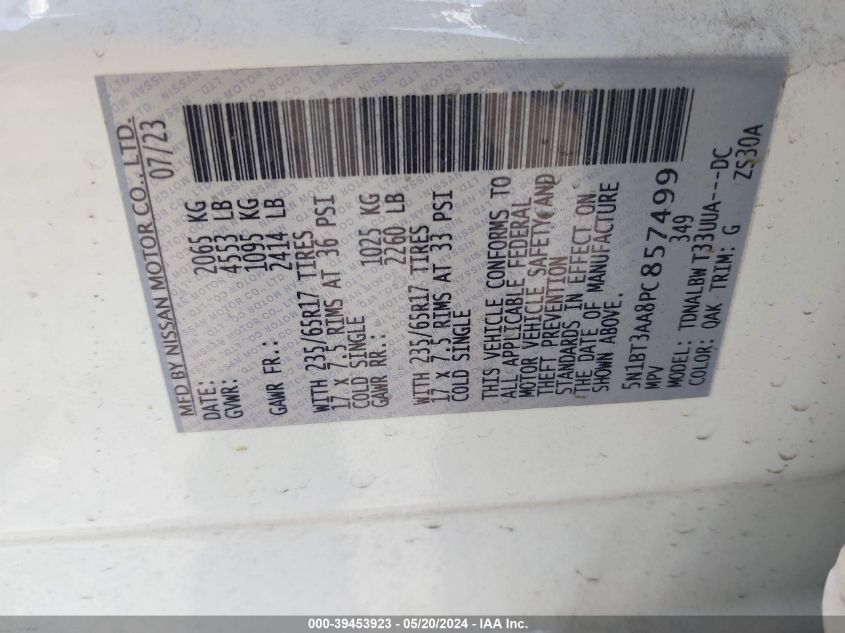 MFD BY NISSAN MOTOR CO., LTD.
DATE: 07/23
GVWR: 2065 KG
4553 LB
GAWR FR.: 1095 KG
2414 LB
WITH 235/65R17 TIRES
17 x 7.5 RIMS AT 36 PSI
COLD SINGLE
GAWR RR.: 1025 KG
2260 LB
WITH 235/65R17 TIRES
17 X 7.5 RIMS AT 33 PSI
COLD SINGLE
THIS VEHICLE CONFORMS TO
ALL APPLICABLE FEDERAL
MOTOR VEHICLE SAFETY AND
THEFT PREVENTION
STANDARDS IN EFFECT ON
THE DATE OF MANUFACTURE
SHOWN ABOVE.
5N1BT3AA8PC857499
MPV 349
MODEL: TDNALBW T33UUA---DC
COLOR: QAK TRIM: G ZS30A
000-39453923 / 05/20/2024 - IAA Inc.